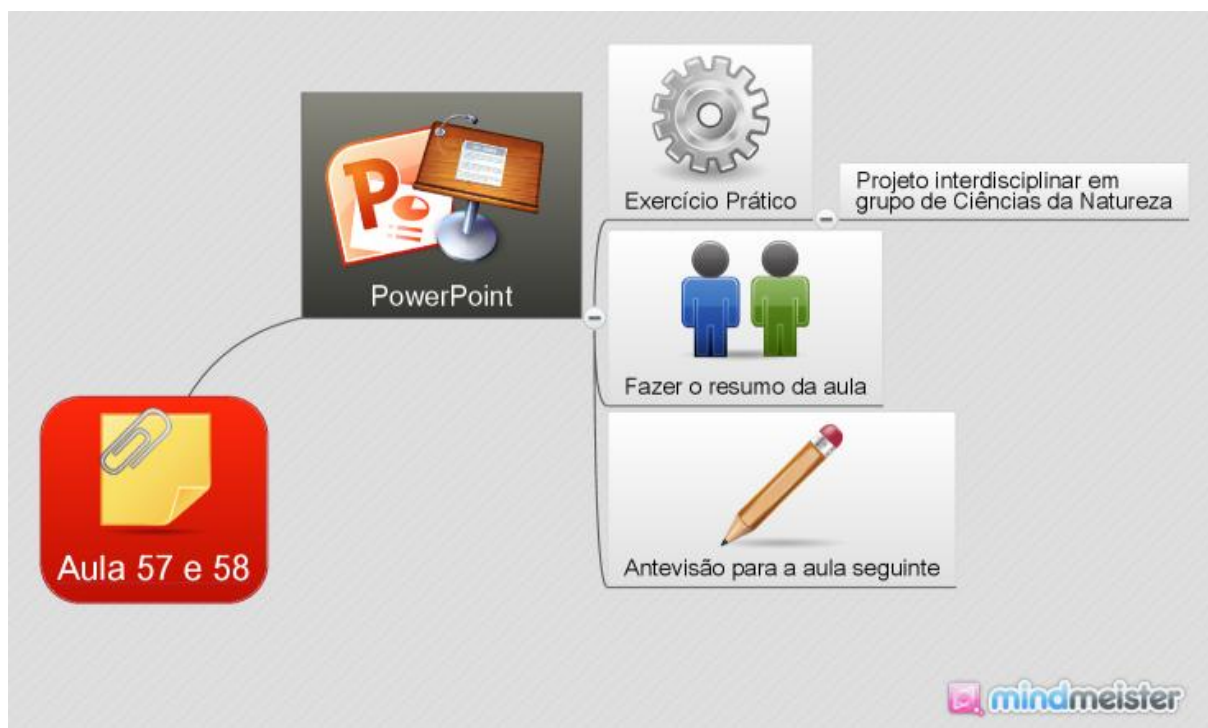 PowerPoint
Exercício Prático
Projeto interdisciplinar em
grupo de Ciências da Natureza
Fazer o resumo da aula
Antevisão para a aula seguinte
Aula 57 e 58
mindmeister